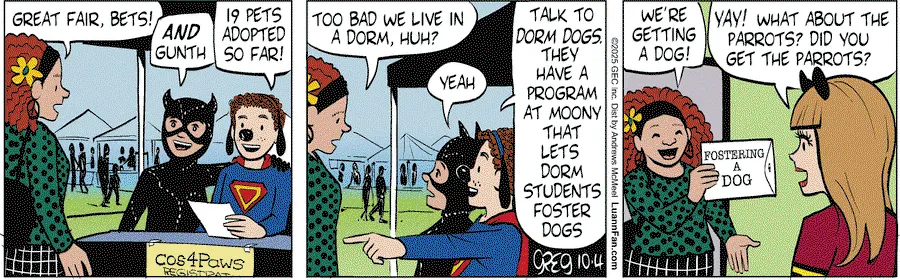 GREAT FAIR, BETS!
AND
GUNTH
19 PETS
ADOPTED
SO FAR!
COS4PAWS
REGISTRAT
TOO BAD WE LIVE IN
A DORM, HUH?
YEAH
TALK TO
DORM DOGS.
THEY
HAVE A
PROGRAM
AT MOONY
THAT
LETS
DORM
STUDENTS
FOSTER
DOGS
GREG 10-4
©2025 GEC Inc. Dist by Andrews McMeel LuannFan.com
WE'RE
GETTING
A DOG!
FOSTERING
A
DOG
YAY! WHAT ABOUT THE
PARROTS? DID YOU
GET THE PARROTS?